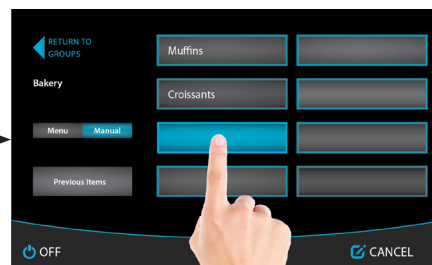 RETURN TO
GROUPS
Bakery
Menu Manual
Previous Items
Muffins
Croissants
OFF
CANCEL